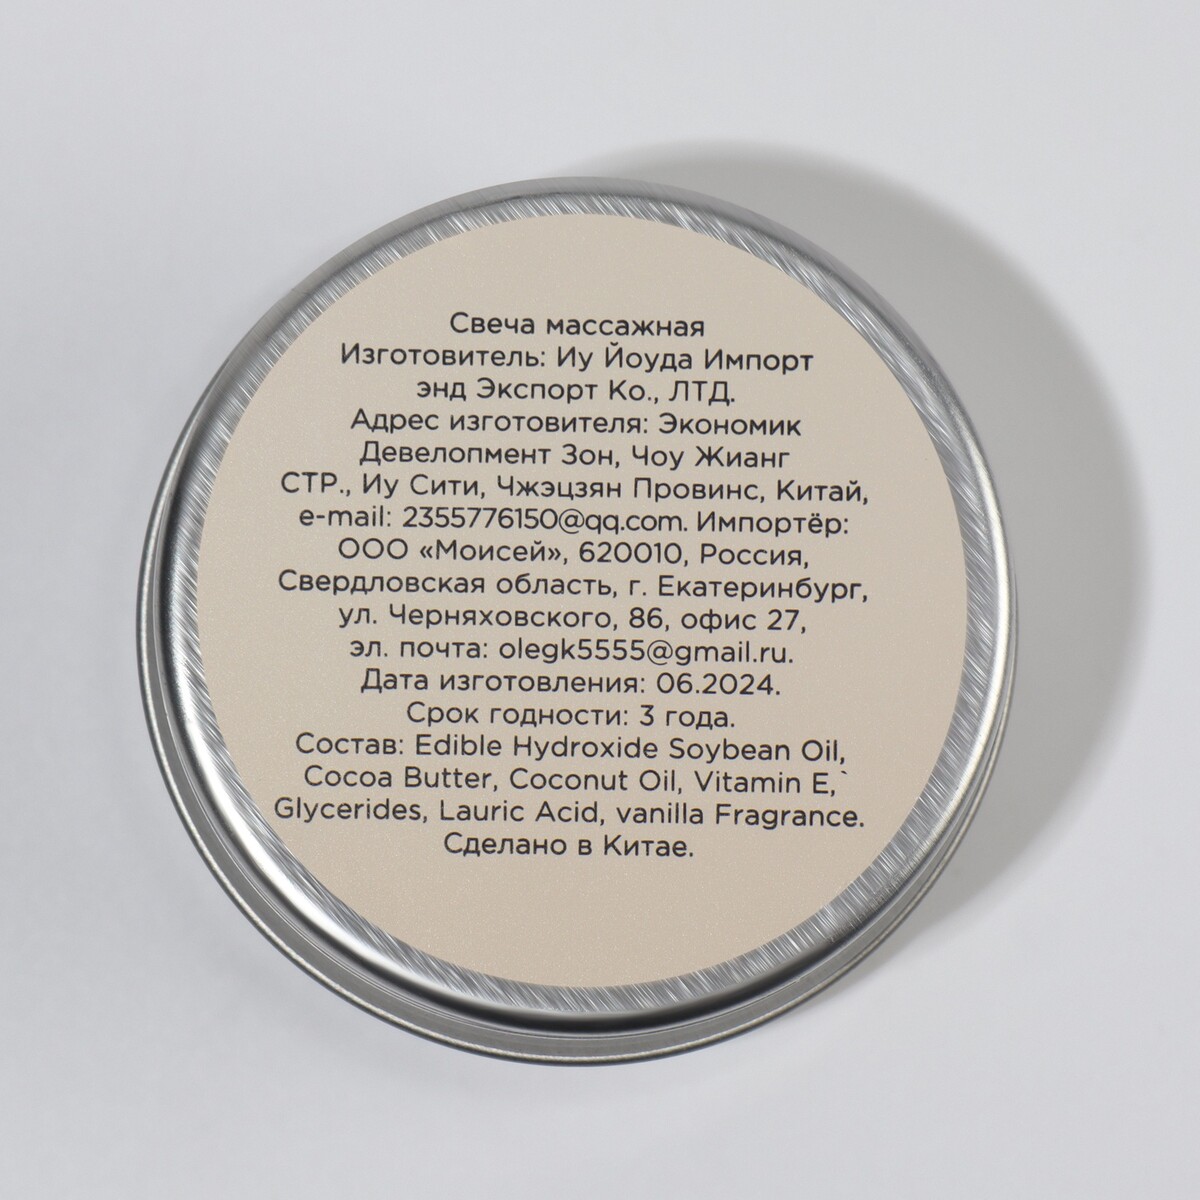 Свеча массажная
Изготовитель: Иу Йоуда Импорт
энд Экспорт Ко., ЛТД.
Адрес изготовителя: Экономик
Девелопмент Зон, Чоу Жианг
СТР., Иу Сити, Чжэцзян Провинс, Китай,
e-mail: 2355776150@qq.com. Импортёр:
ООО «Моисей», 620010, Россия,
Свердловская область, г. Екатеринбург,
ул. Черняховского, 86, офис 27,
эл. почта: olegk5555@gmail.ru.
Дата изготовления: 06.2024.
Срок годности: 3 года.
Состав: Edible Hydroxide Soybean Oil,
Cocoa Butter, Coconut Oil, Vitamin E,`
Glycerides, Lauric Acid, vanilla Fragrance.
Сделано в Китае.